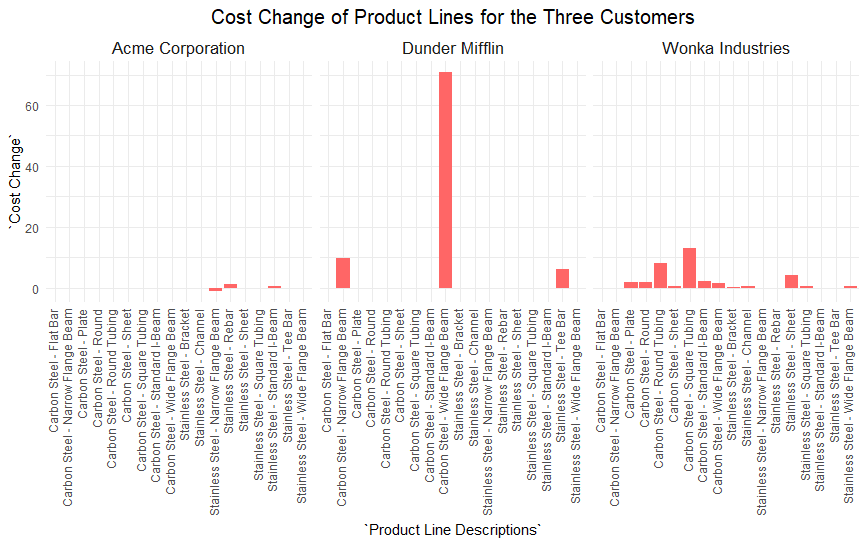 Cost Change of Product Lines for the Three Customers
Acme Corporation
Dunder Mifflin
Wonka Industries
`Cost Change`
60
40
20
0
Carbon Steel - Flat Bar
Carbon Steel - Narrow Flange Beam
Carbon Steel - Plate
Carbon Steel - Round
Carbon Steel - Round Tubing
Carbon Steel - Sheet
Carbon Steel - Square Tubing
Carbon Steel - Standard I-Beam
Carbon Steel - Wide Flange Beam
Stainless Steel - Bracket
Stainless Steel - Channel
Stainless Steel - Narrow Flange Beam
Stainless Steel - Rebar
Stainless Steel - Sheet
Stainless Steel - Square Tubing
Stainless Steel - Standard I-Beam
Stainless Steel - Tee Bar
Stainless Steel - Wide Flange Beam
Carbon Steel - Flat Bar
Carbon Steel - Narrow Flange Beam
Carbon Steel - Plate
Carbon Steel - Round
Carbon Steel - Round Tubing
Carbon Steel - Sheet
Carbon Steel - Square Tubing
Carbon Steel - Standard I-Beam
Carbon Steel - Wide Flange Beam
Stainless Steel - Bracket
Stainless Steel - Channel
Stainless Steel - Narrow Flange Beam
Stainless Steel - Rebar
Stainless Steel - Sheet
Stainless Steel - Square Tubing
Stainless Steel - Standard I-Beam
Stainless Steel - Tee Bar
Stainless Steel - Wide Flange Beam
Carbon Steel - Flat Bar
Carbon Steel - Narrow Flange Beam
Carbon Steel - Plate
Carbon Steel - Round
Carbon Steel - Round Tubing
Carbon Steel - Sheet
Carbon Steel - Square Tubing
Carbon Steel - Standard I-Beam
Carbon Steel - Wide Flange Beam
Stainless Steel - Bracket
Stainless Steel - Channel
Stainless Steel - Narrow Flange Beam
Stainless Steel - Rebar
Stainless Steel - Sheet
Stainless Steel - Square Tubing
Stainless Steel - Standard I-Beam
Stainless Steel - Tee Bar
Stainless Steel - Wide Flange Beam
`Product Line Descriptions`